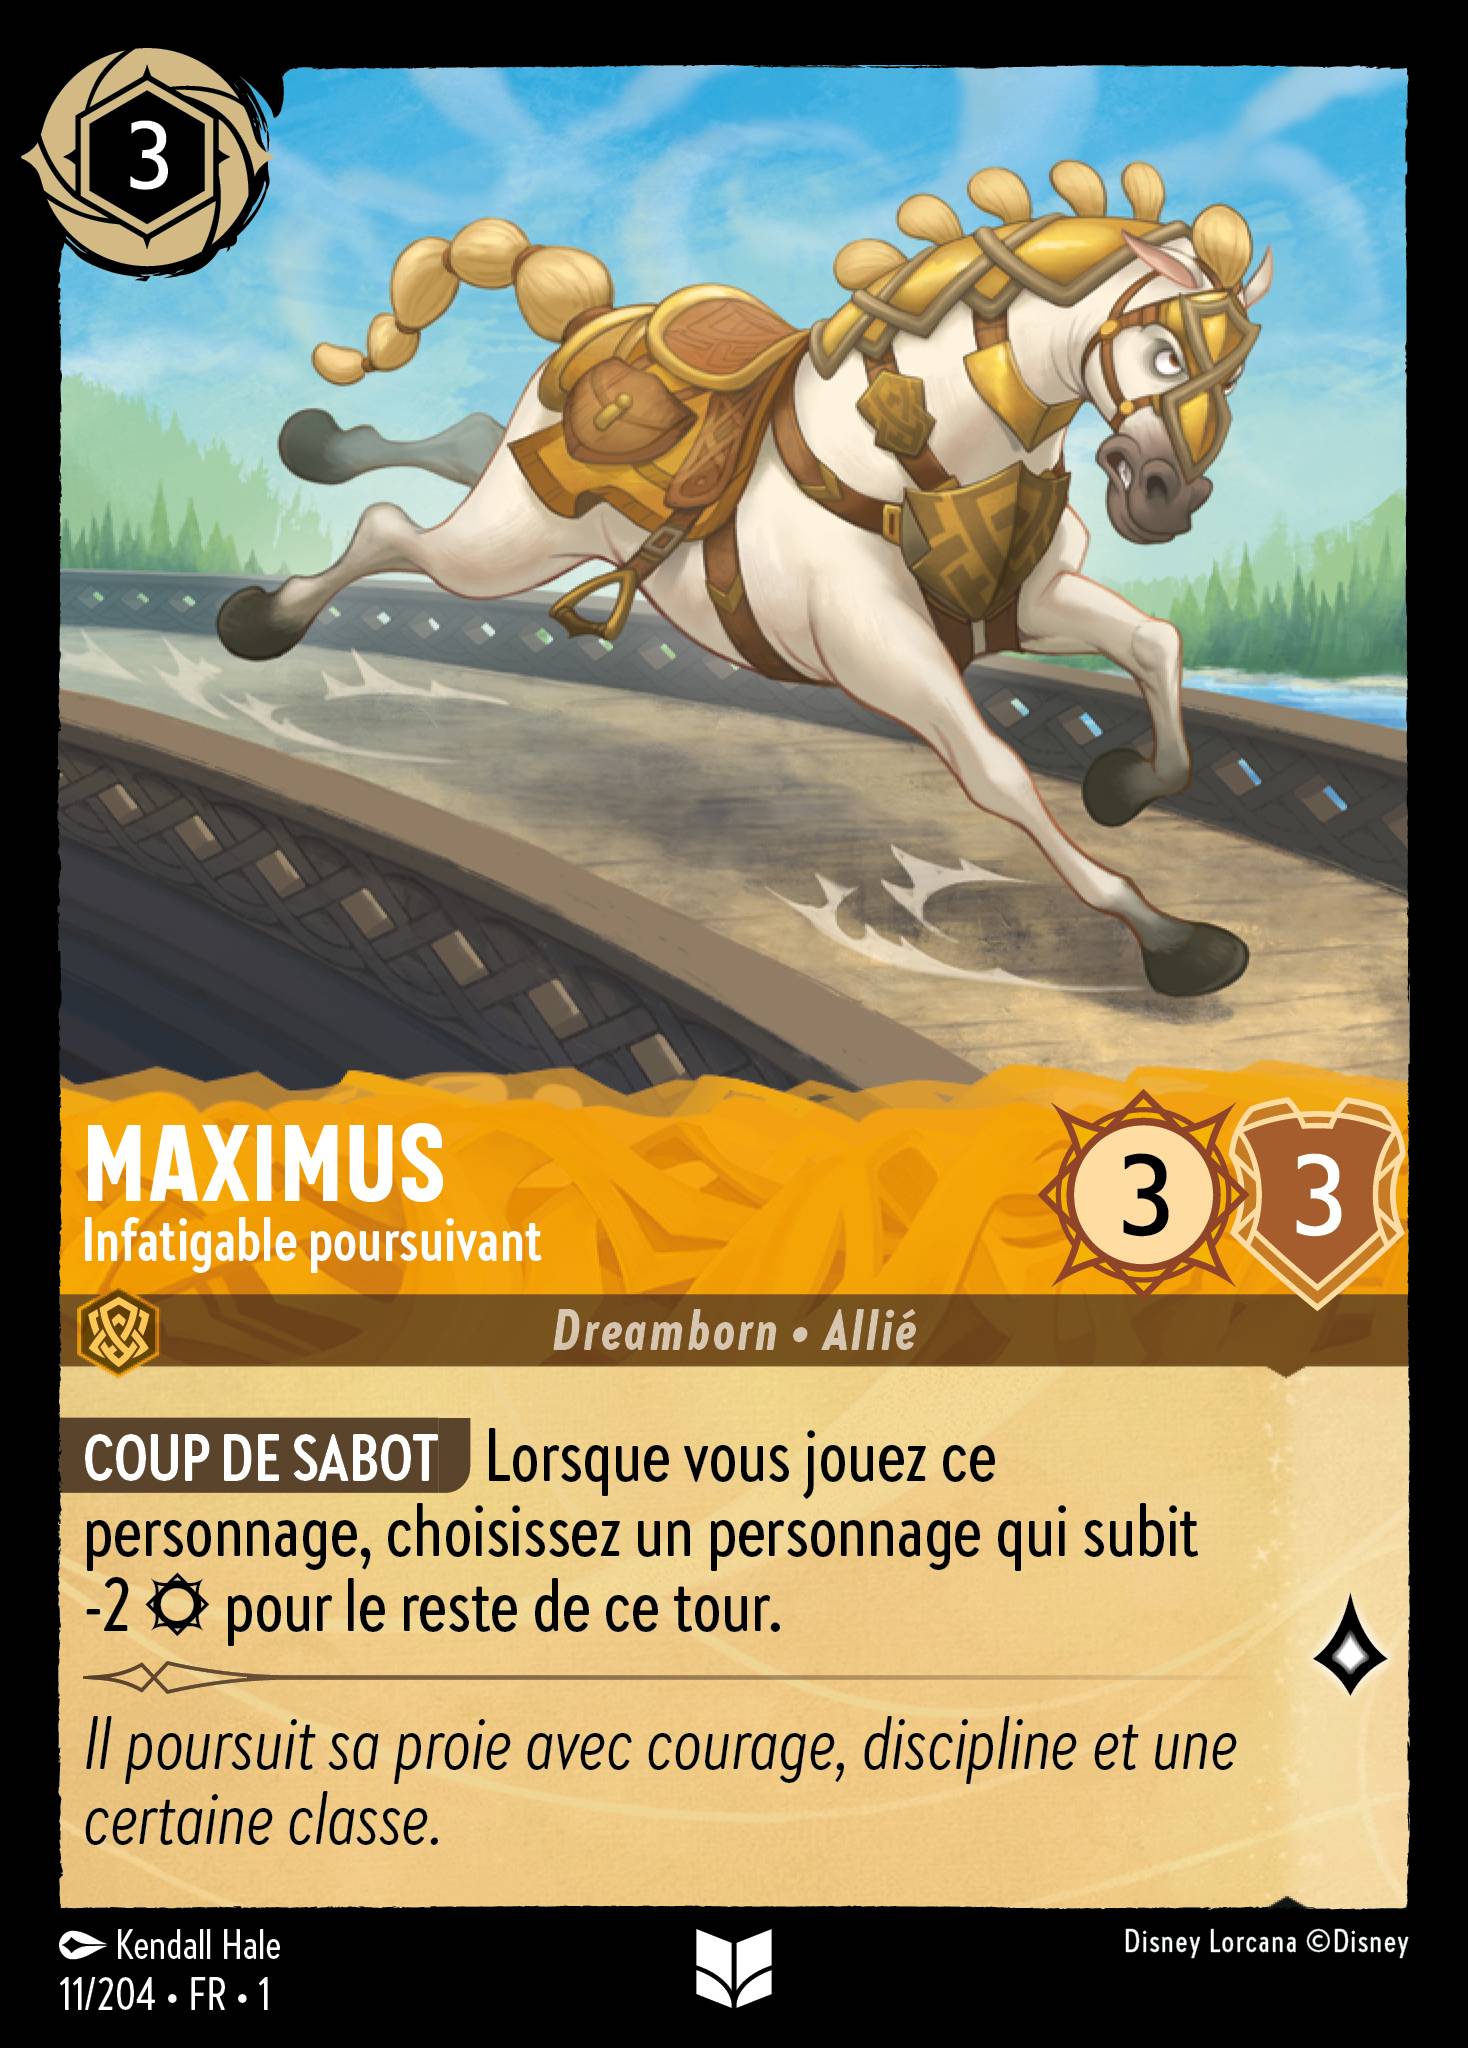 3
MAXIMUS
Infatigable poursuivant
3
3
Dreamborn • Allié
COUP DE SABOT Lorsque vous jouez ce
personnage, choisissez un personnage qui subit
-2 pour le reste de ce tour.
Il poursuit sa proie avec courage, discipline et une
certaine classe.
Kendall Hale
11/204 • FR • 1
Disney Lorcana ©Disney